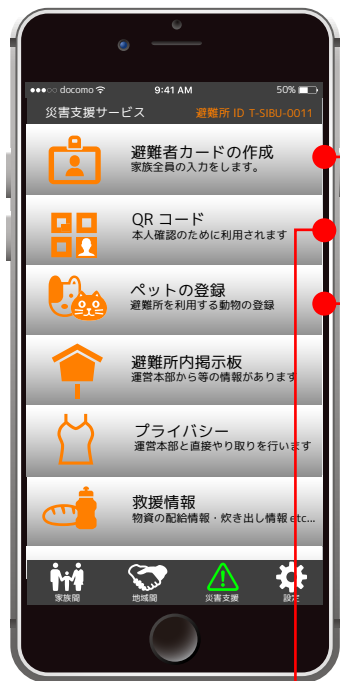 docomo 9:41 AM 50%
災害支援サービス 避難所 ID T-SIBU-0011
避難者カードの作成
家族全員の入力をします。
QR コード
本人確認のために利用されます
ペットの登録
避難所を利用する動物の登録
避難所内掲示板
運営本部から等の情報があります
プライバシー
運営本部と直接やり取りを行います
救援情報
物資の配給情報・炊き出し情報 etc...
家族間 地域間 災害支援 設定